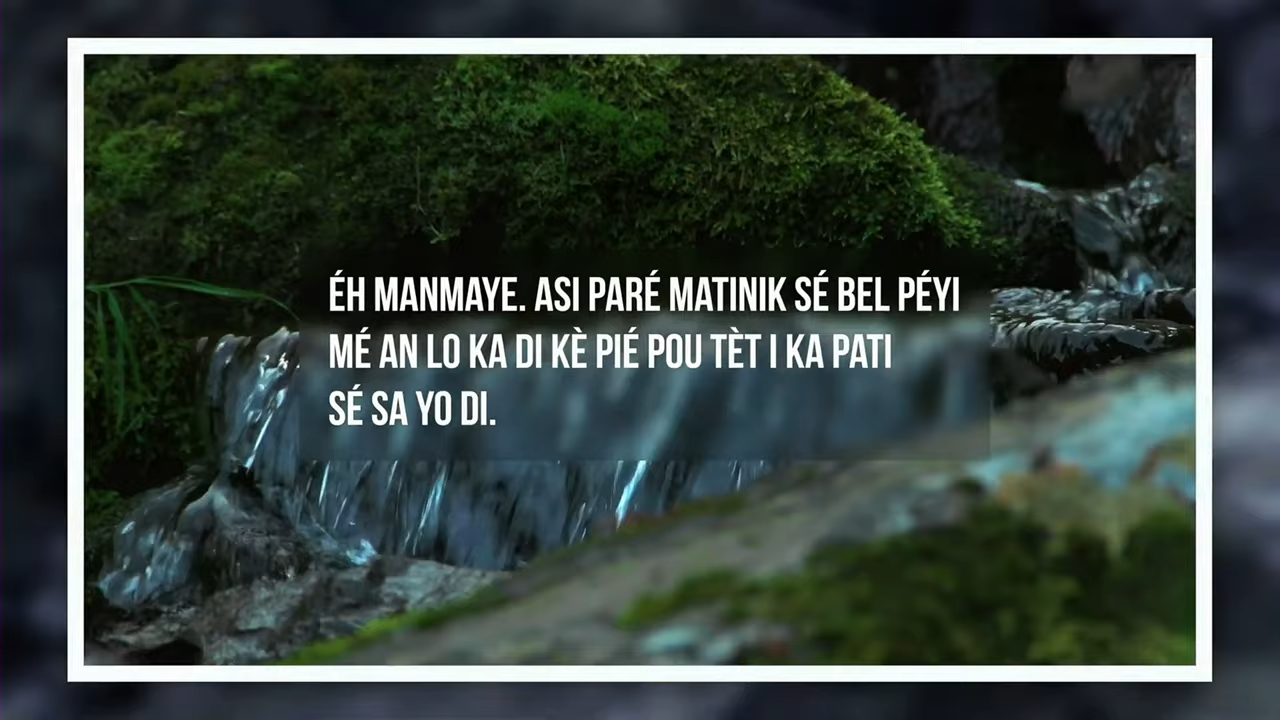 ÉH MANMAYE. ASI PARÉ MATINIK SÉ BEL PÉYI
MÉ AN LO KA DI KÈ PIÉ POU TÈT I KA PATI
SÉ SA YO DI.